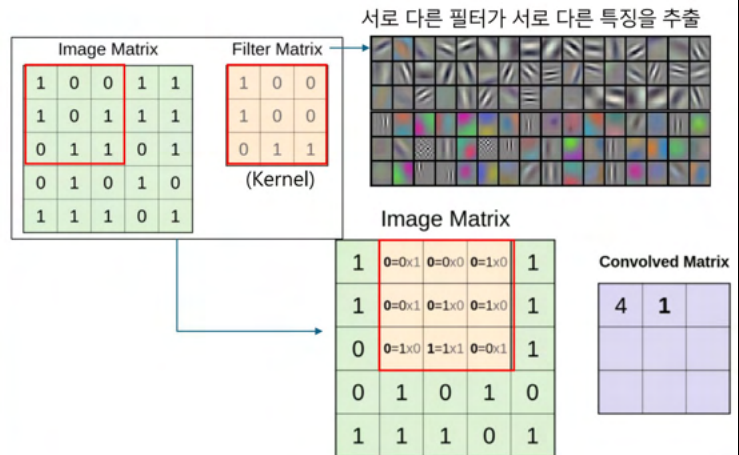 서로 다른 필터가 서로 다른 특징을 추출
Image Matrix
Filter Matrix
1 0 0 1 1
1 0 1 1 1
0 1 1 0 1
0 1 0 1 0
1 1 1 0 1
1 0 0
1 0 0
0 1 1
(Kernel)
Image Matrix
1 0=0x1 0=0x0 0=1x0 1
1 0=0x1 0=1x0 0=1x0 1
0 0=1x0 1=1x1 0=0x1 1
0 1 0 1 0
1 1 1 0 1
Convolved Matrix
4 1